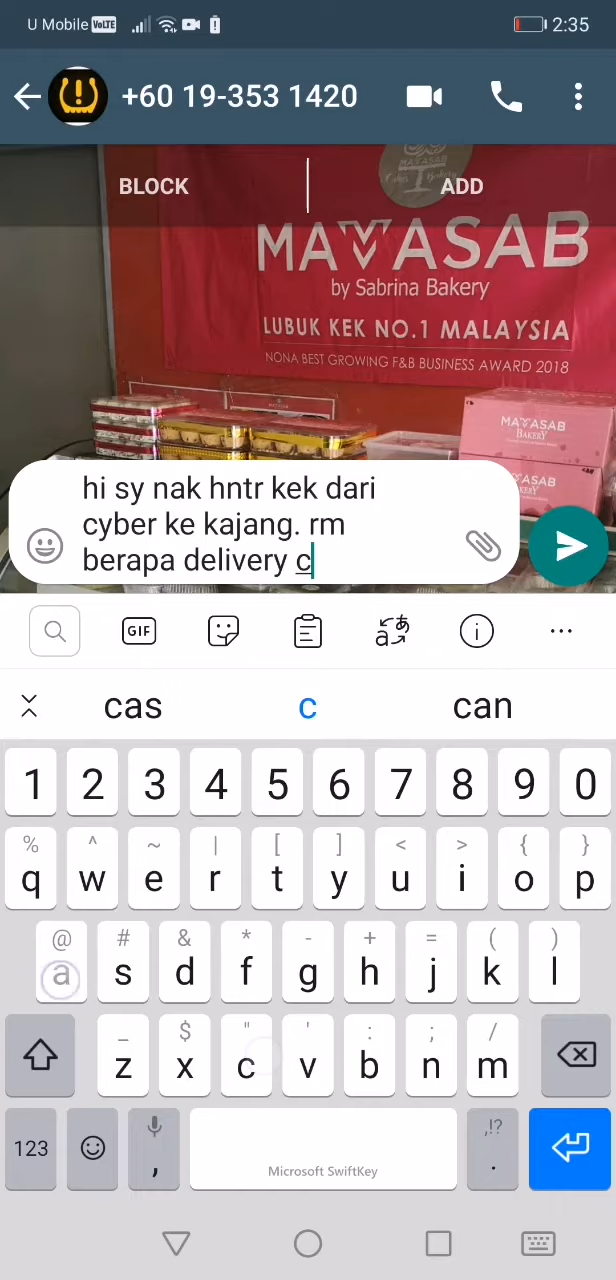 U Mobile VoLTE 2:35
+60 19-353 1420
BLOCK ADD
MAYASAB
MAYASAB
by Sabrina Bakery
LUBUK KEK NO.1 MALAYSIA
NONA BEST GROWING F&B BUSINESS AWARD 2018
MAYASAB
BAKERY
hi sy nak hntr kek dari
cyber ke kajang. rm
berapa delivery c
GIF
cas c can
1 2 3 4 5 6 7 8 9 0
% ^ ~ | [ ] < > { }
q w e r t y u i o p
@ # & * - + = ( )
a s d f g h j k l
_ $ " ' : ; /
z x c v b n m
123 , Microsoft SwiftKey ,!? .